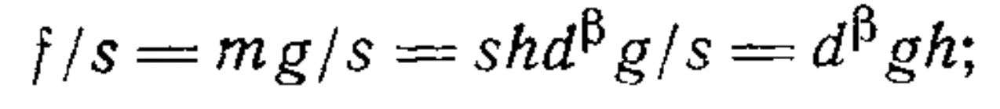 f/s = mg/s = shd^β g/s = d^β gh;